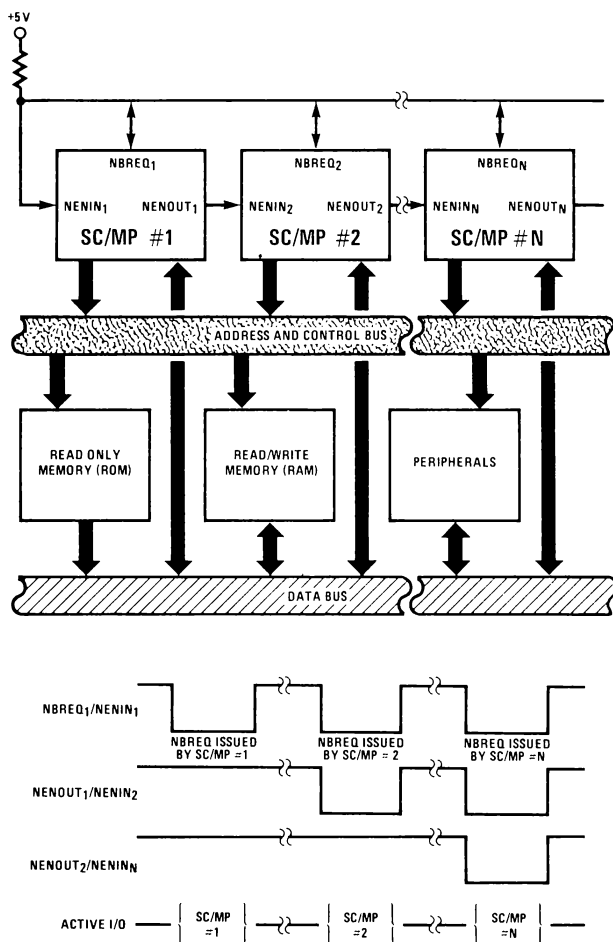 +5V
NBREQ₁ NBREQ₂ NBREQN
NENIN₁ NENOUT₁ NENIN₂ NENOUT₂ NENINN NENOUTN
SC/MP #1 SC/MP #2 SC/MP #N
ADDRESS AND CONTROL BUS
READ ONLY
MEMORY (ROM)
READ/WRITE
MEMORY (RAM)
PERIPHERALS
DATA BUS
NBREQ₁/NENIN₁
NBREQ ISSUED
BY SC/MP =1
NBREQ ISSUED
BY SC/MP = 2
NBREQ ISSUED
BY SC/MP =N
NENOUT₁/NENIN₂
NENOUT₂/NENINN
ACTIVE I/O
SC/MP
=1
SC/MP
=2
SC/MP
=N